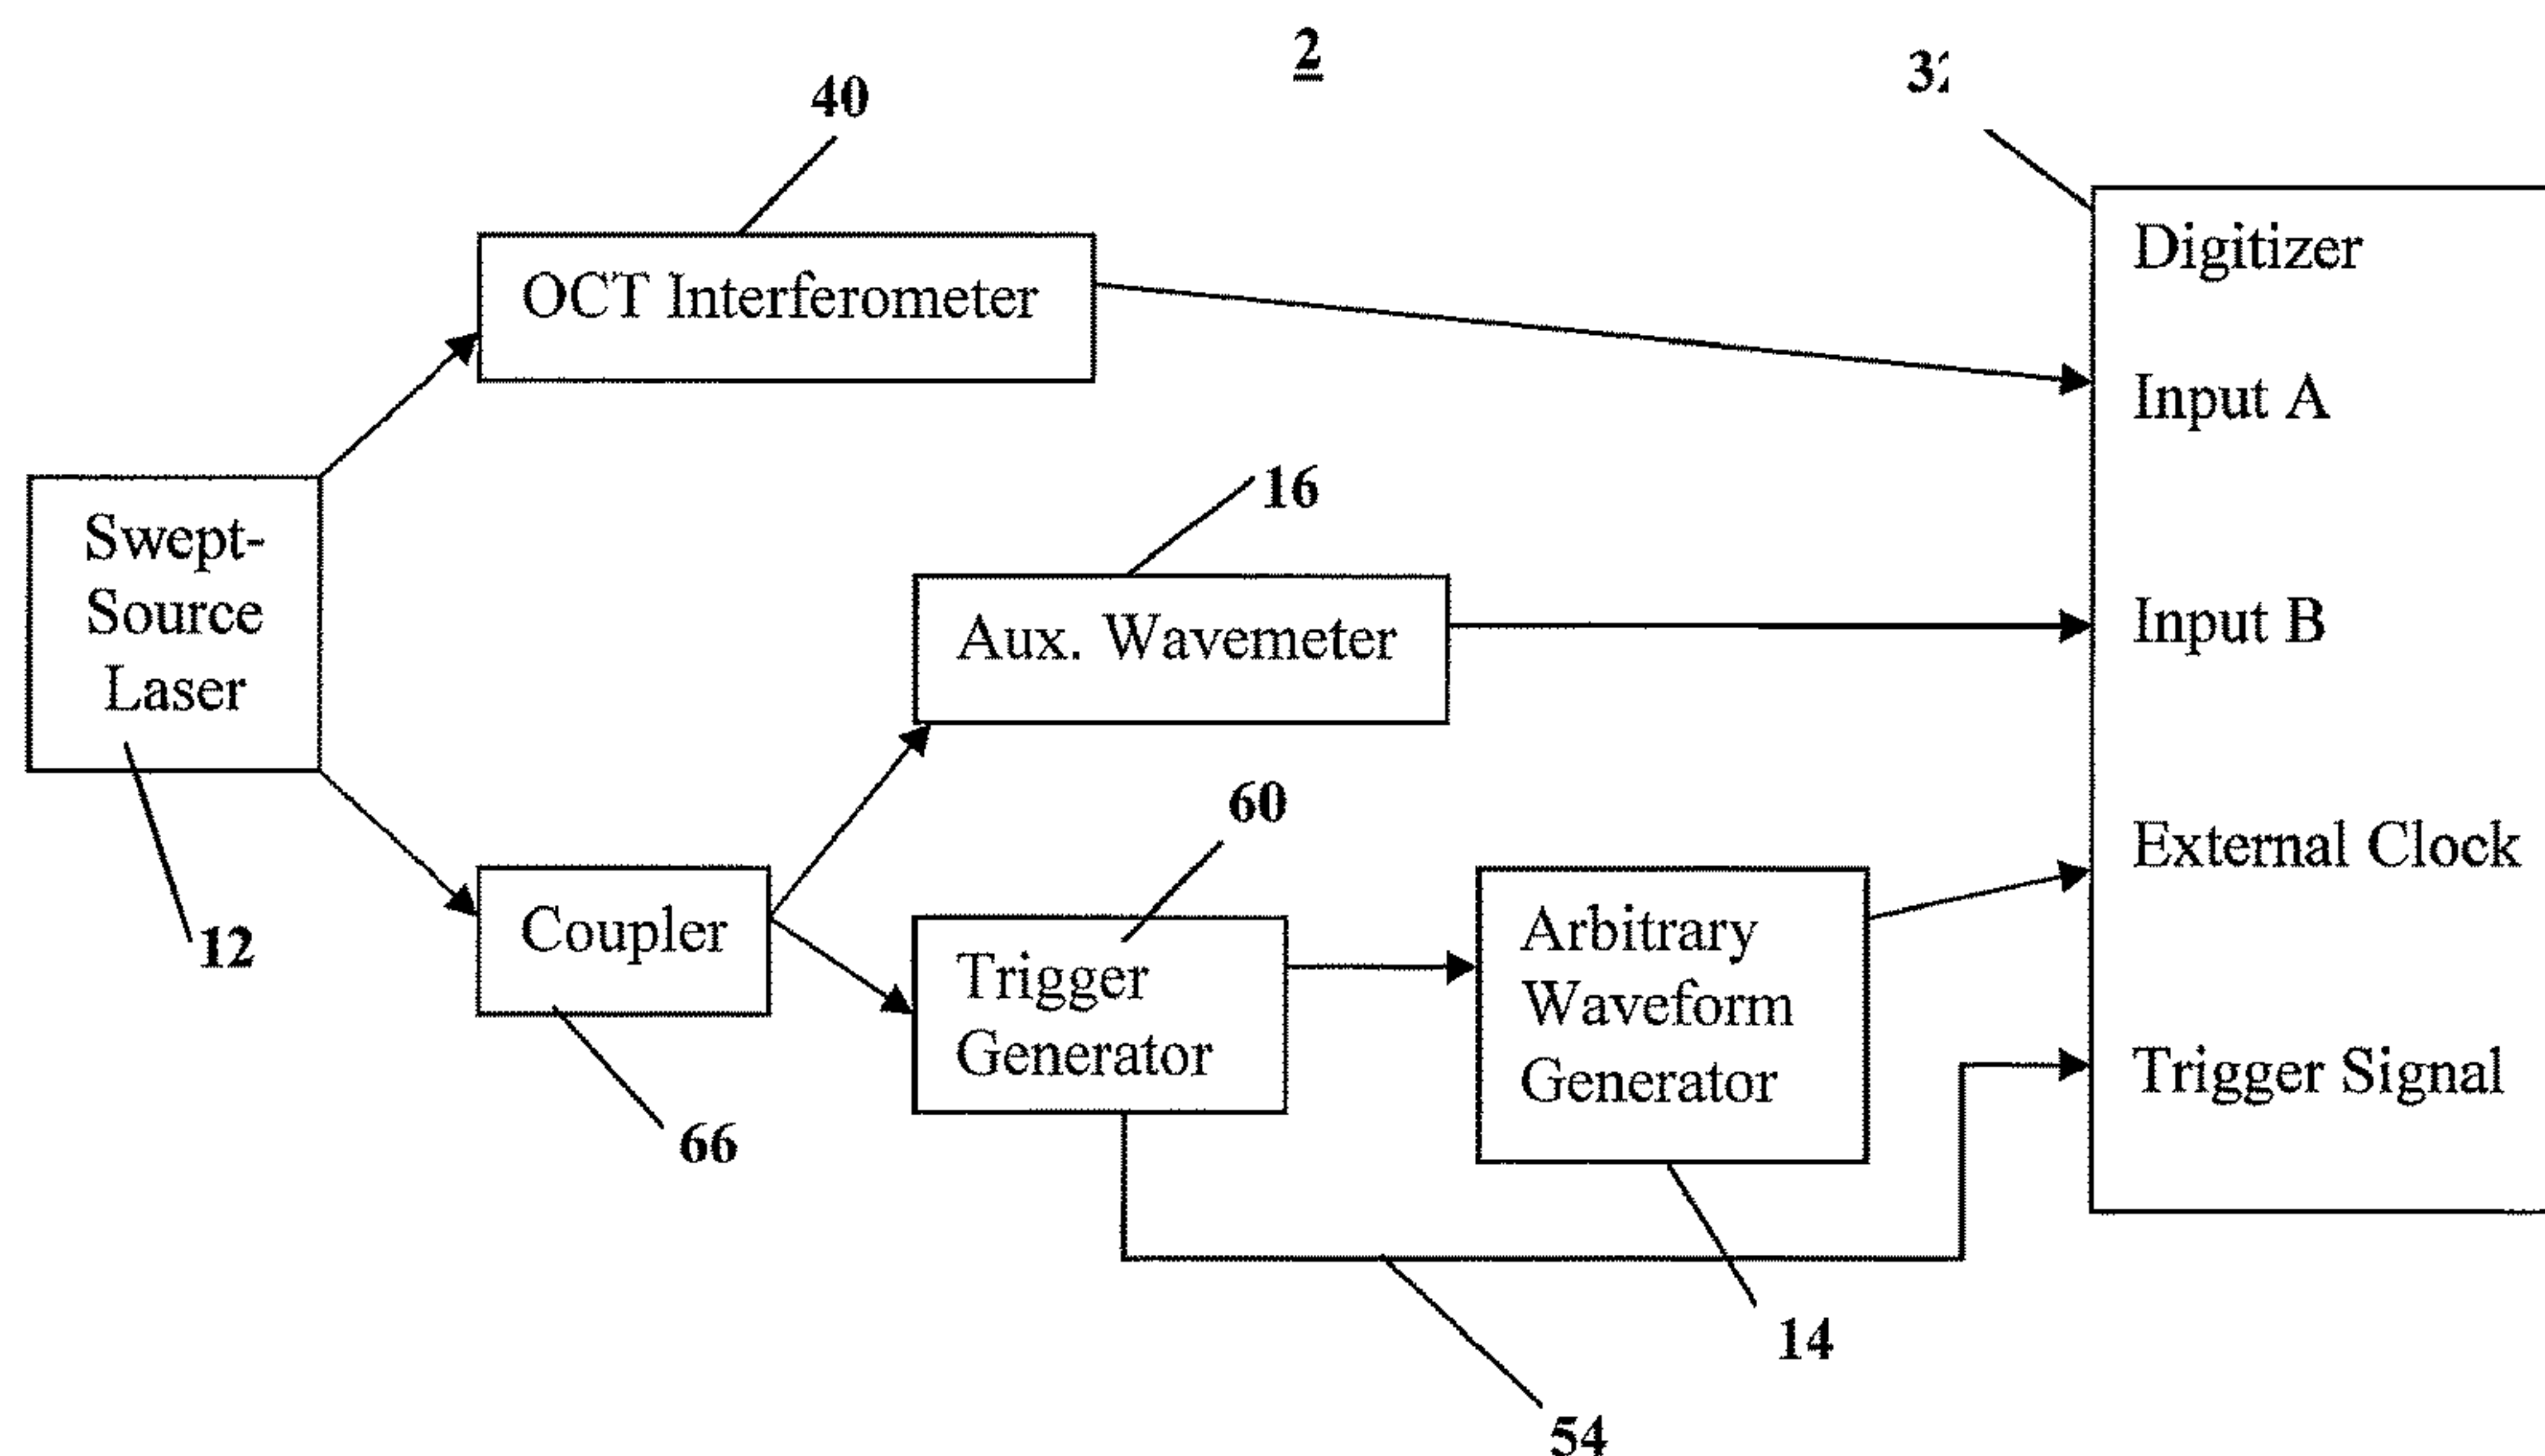 2
40
OCT Interferometer
Swept-
Source
Laser
12
16
Aux. Wavemeter
Coupler
66
60
Trigger
Generator
Arbitrary
Waveform
Generator
14
54
Digitizer
Input A
Input B
External Clock
Trigger Signal